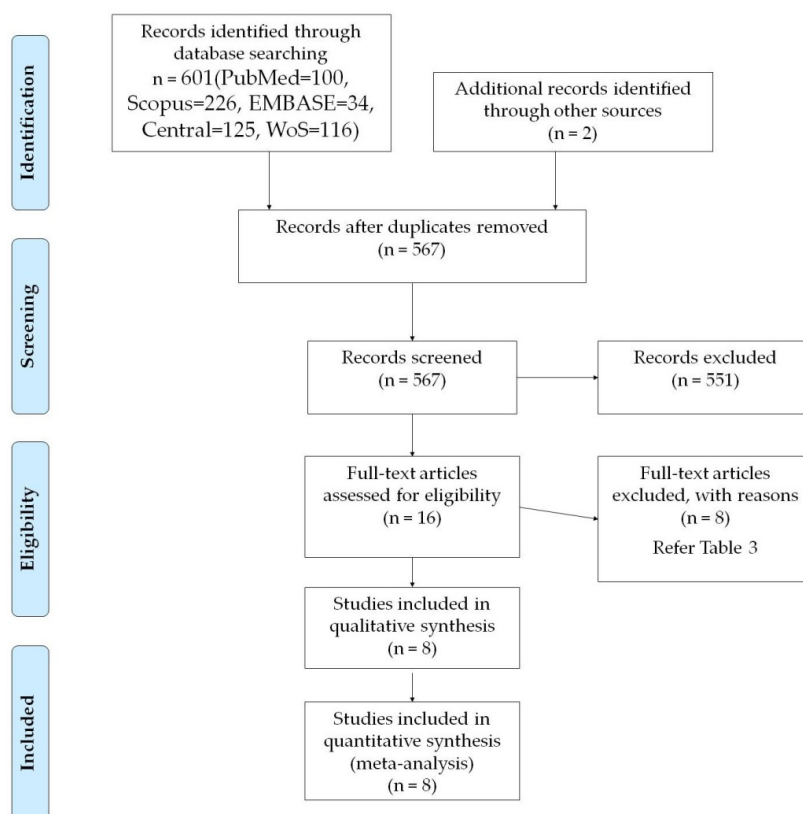 Identification
Records identified through
database searching
n = 601(PubMed=100,
Scopus=226, EMBASE=34,
Central=125, WoS=116)
Additional records identified
through other sources
(n = 2)
Records after duplicates removed
(n = 567)
Screening
Records screened
(n = 567)
Records excluded
(n = 551)
Eligibility
Full-text articles
assessed for eligibility
(n = 16)
Full-text articles
excluded, with reasons
(n = 8)
Refer Table 3
Studies included in
qualitative synthesis
(n = 8)
Included
Studies included in
quantitative synthesis
(meta-analysis)
(n = 8)